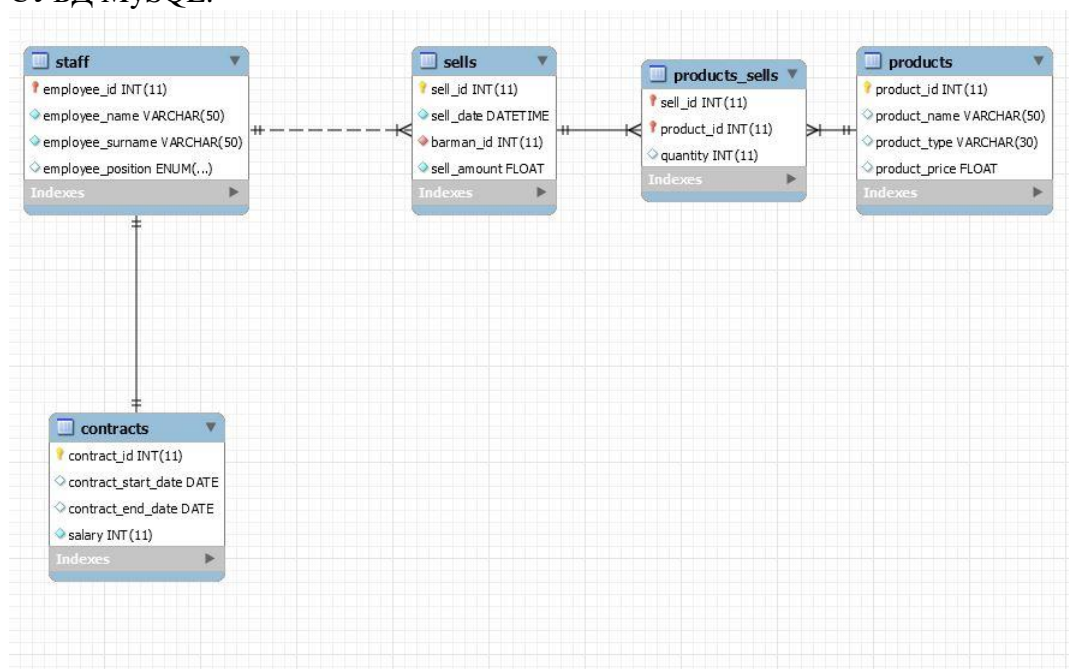 staff
employee_id INT(11)
employee_name VARCHAR(50)
employee_surname VARCHAR(50)
employee_position ENUM(...)
Indexes
sells
sell_id INT(11)
sell_date DATETIME
barman_id INT(11)
sell_amount FLOAT
Indexes
products_sells
sell_id INT(11)
product_id INT(11)
quantity INT(11)
Indexes
products
product_id INT(11)
product_name VARCHAR(50)
product_type VARCHAR(30)
product_price FLOAT
Indexes
contracts
contract_id INT(11)
contract_start_date DATE
contract_end_date DATE
salary INT(11)
Indexes